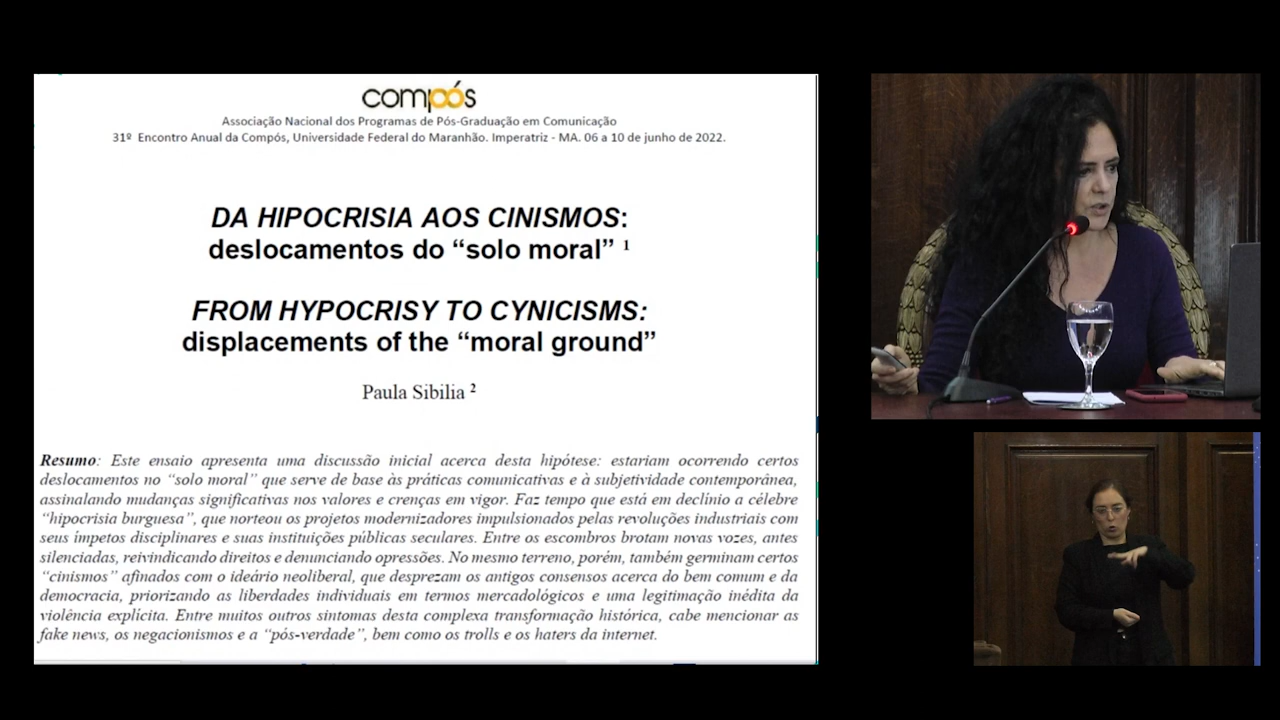 compós
Associação Nacional dos Programas de Pós-Graduação em Comunicação
31º Encontro Anual da Compós, Universidade Federal do Maranhão. Imperatriz - MA. 06 a 10 de junho de 2022.
DA HIPOCRISIA AOS CINISMOS:
deslocamentos do “solo moral” 1
FROM HYPOCRISY TO CYNICISMS:
displacements of the “moral ground”
Paula Sibilia 2
Resumo: Este ensaio apresenta uma discussão inicial acerca desta hipótese: estariam ocorrendo certos
deslocamentos no “solo moral” que serve de base às práticas comunicativas e à subjetividade contemporânea,
assinalando mudanças significativas nos valores e crenças em vigor. Faz tempo que está em declínio a célebre
“hipocrisia burguesa”, que norteou os projetos modernizadores impulsionados pelas revoluções industriais com
seus ímpetos disciplinares e suas instituições públicas seculares. Entre os escombros brotam novas vozes, antes
silenciadas, reivindicando direitos e denunciando opressões. No mesmo terreno, porém, também germinam certos
“cinismos” afinados com o ideário neoliberal, que desprezam os antigos consensos acerca do bem comum e da
democracia, priorizando as liberdades individuais em termos mercadológicos e uma legitimação inédita da
violência explícita. Entre muitos outros sintomas desta complexa transformação histórica, cabe mencionar as
fake news, os negacionismos e a “pós-verdade”, bem como os trolls e os haters da internet.